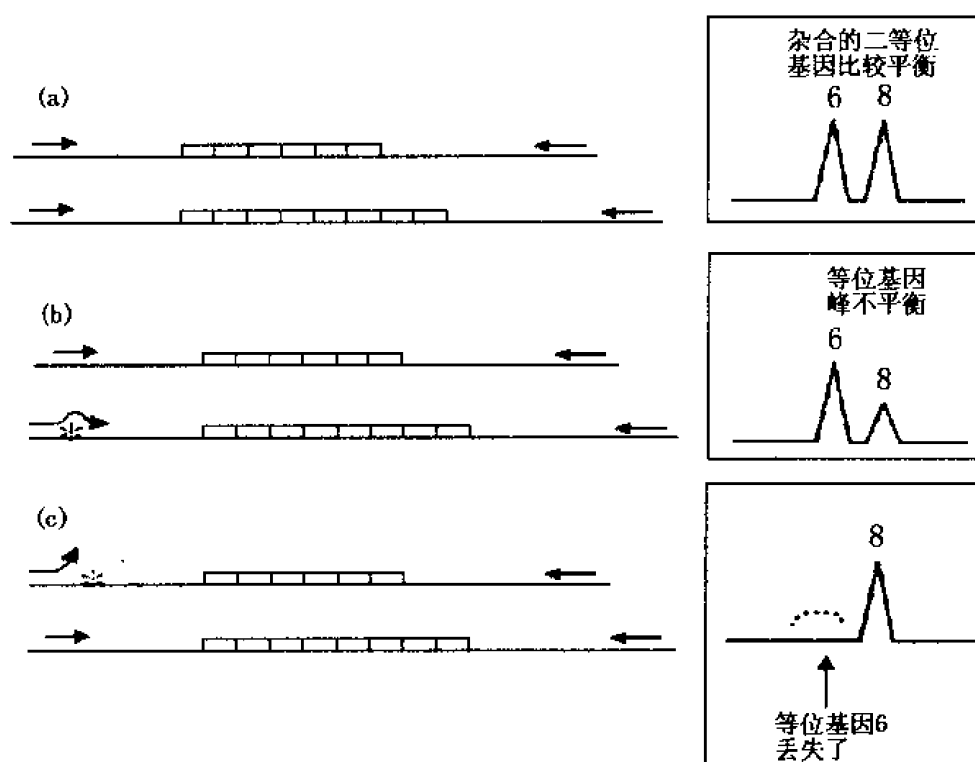 (a)
杂合的二等位
基因比较平衡
6 8
(b)
等位基因
峰不平衡
6
8
(c)
8
等位基因6
丢失了